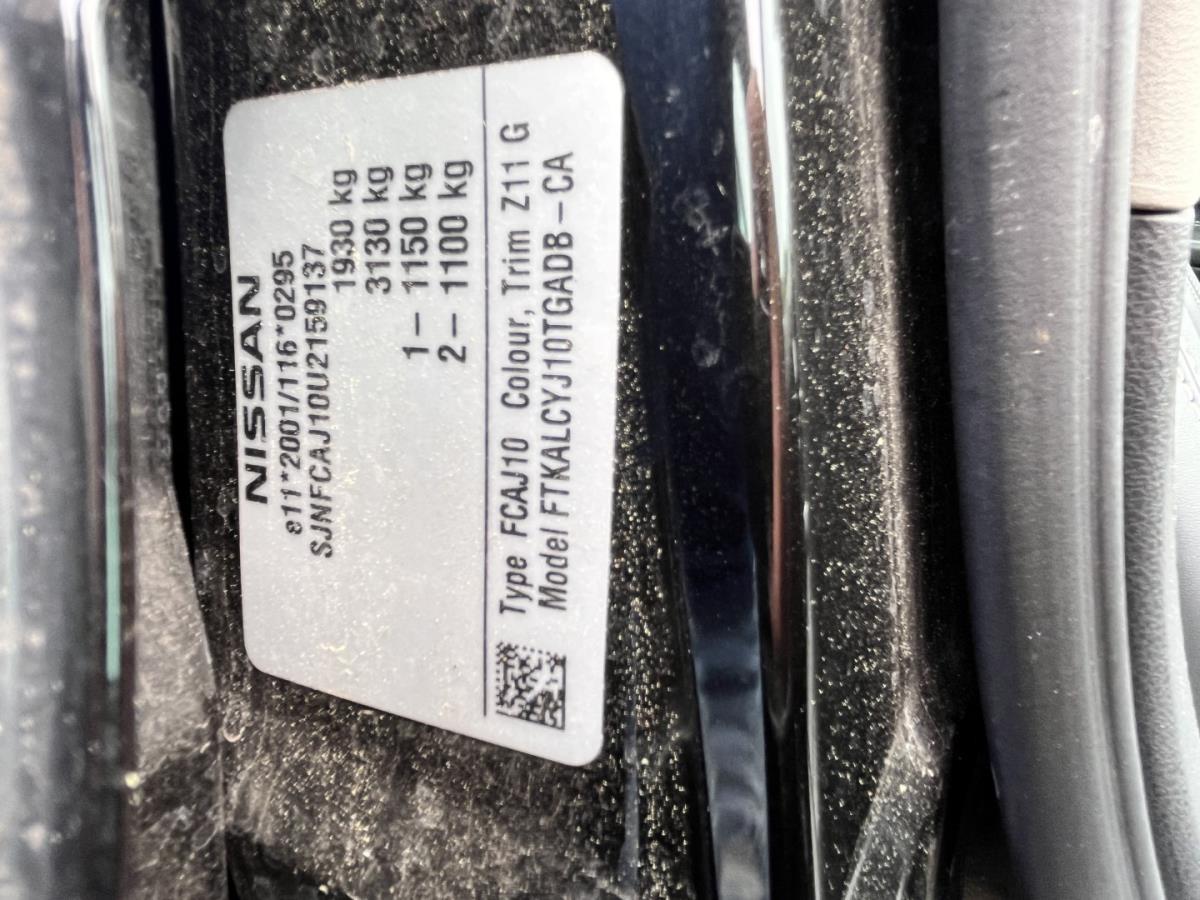 NISSAN
e11*2001/116*0295
SJNFCAJ10U2159137
1930 kg
3130 kg
1– 1150 kg
2– 1100 kg
Type FCAJ10 Colour, Trim Z11 G
Model FTKALCYJ10TGADB–CA